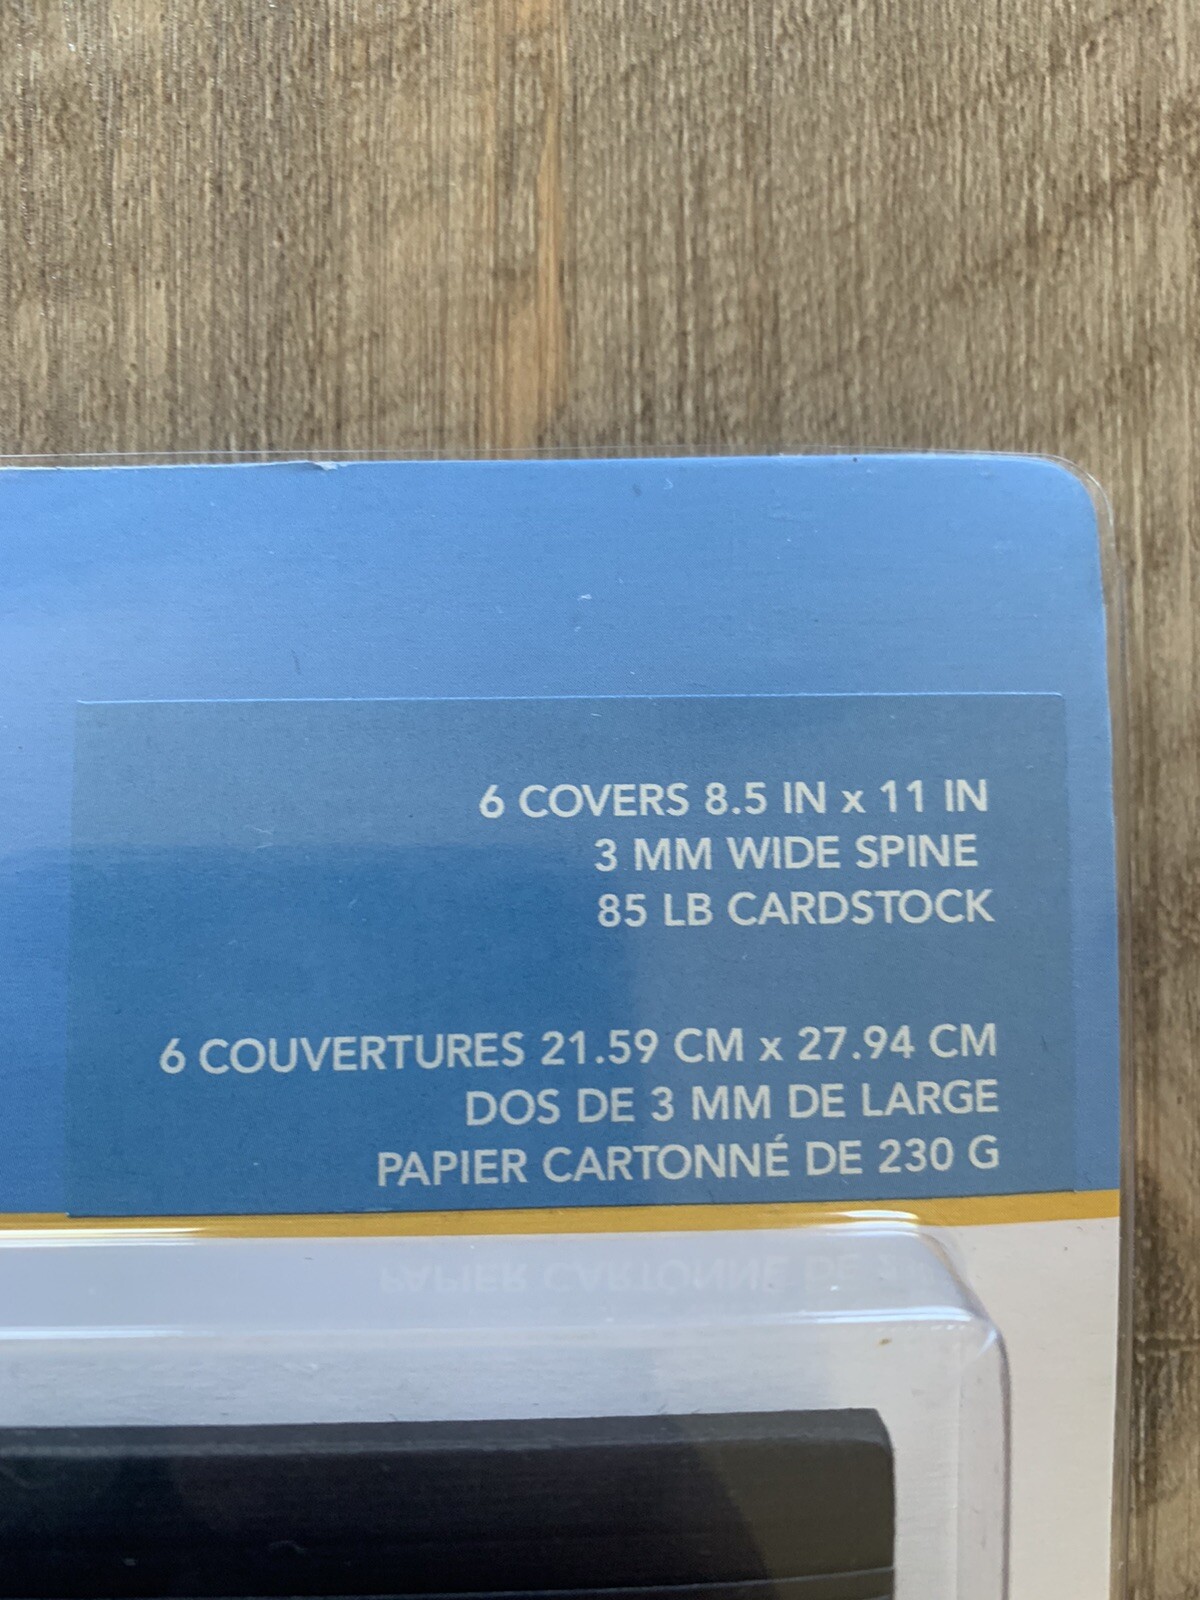 6 COVERS 8.5 IN x 11 IN
3 MM WIDE SPINE
85 LB CARDSTOCK
6 COUVERTURES 21.59 CM x 27.94 CM
DOS DE 3 MM DE LARGE
PAPIER CARTONNÉ DE 230 G